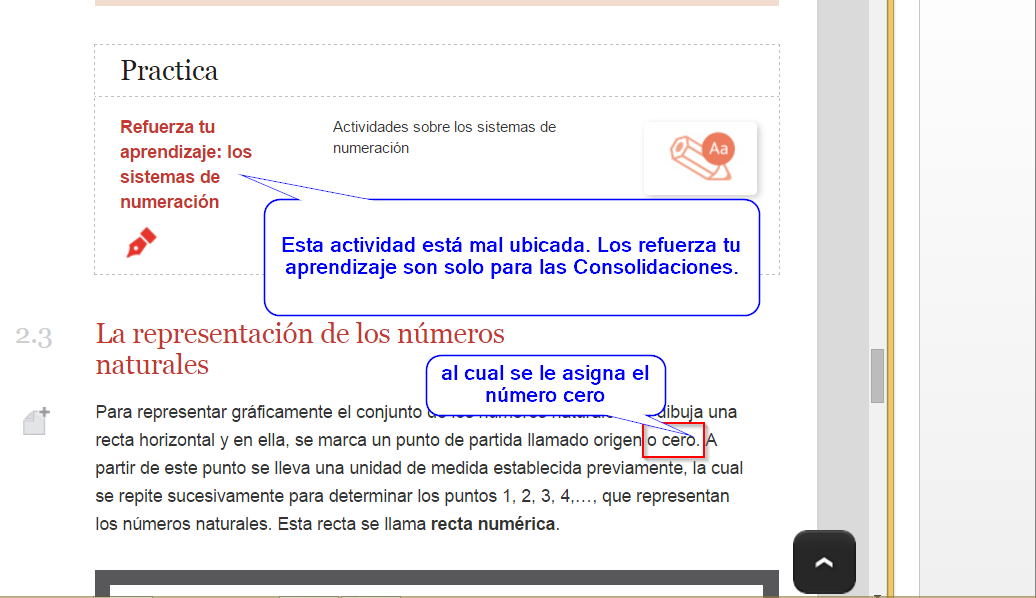 Practica
Refuerza tu
aprendizaje: los
sistemas de
numeración
Actividades sobre los sistemas de
numeración
Aa
Esta actividad está mal ubicada. Los refuerza tu
aprendizaje son solo para las Consolidaciones.
2.3
La representación de los números
naturales
al cual se le asigna el
número cero
Para representar gráficamente el conjunto de los números dibuja una
recta horizontal y en ella, se marca un punto de partida llamado origen o cero. A
partir de este punto se lleva una unidad de medida establecida previamente, la cual
se repite sucesivamente para determinar los puntos 1, 2, 3, 4,…, que representan
los números naturales. Esta recta se llama recta numérica.